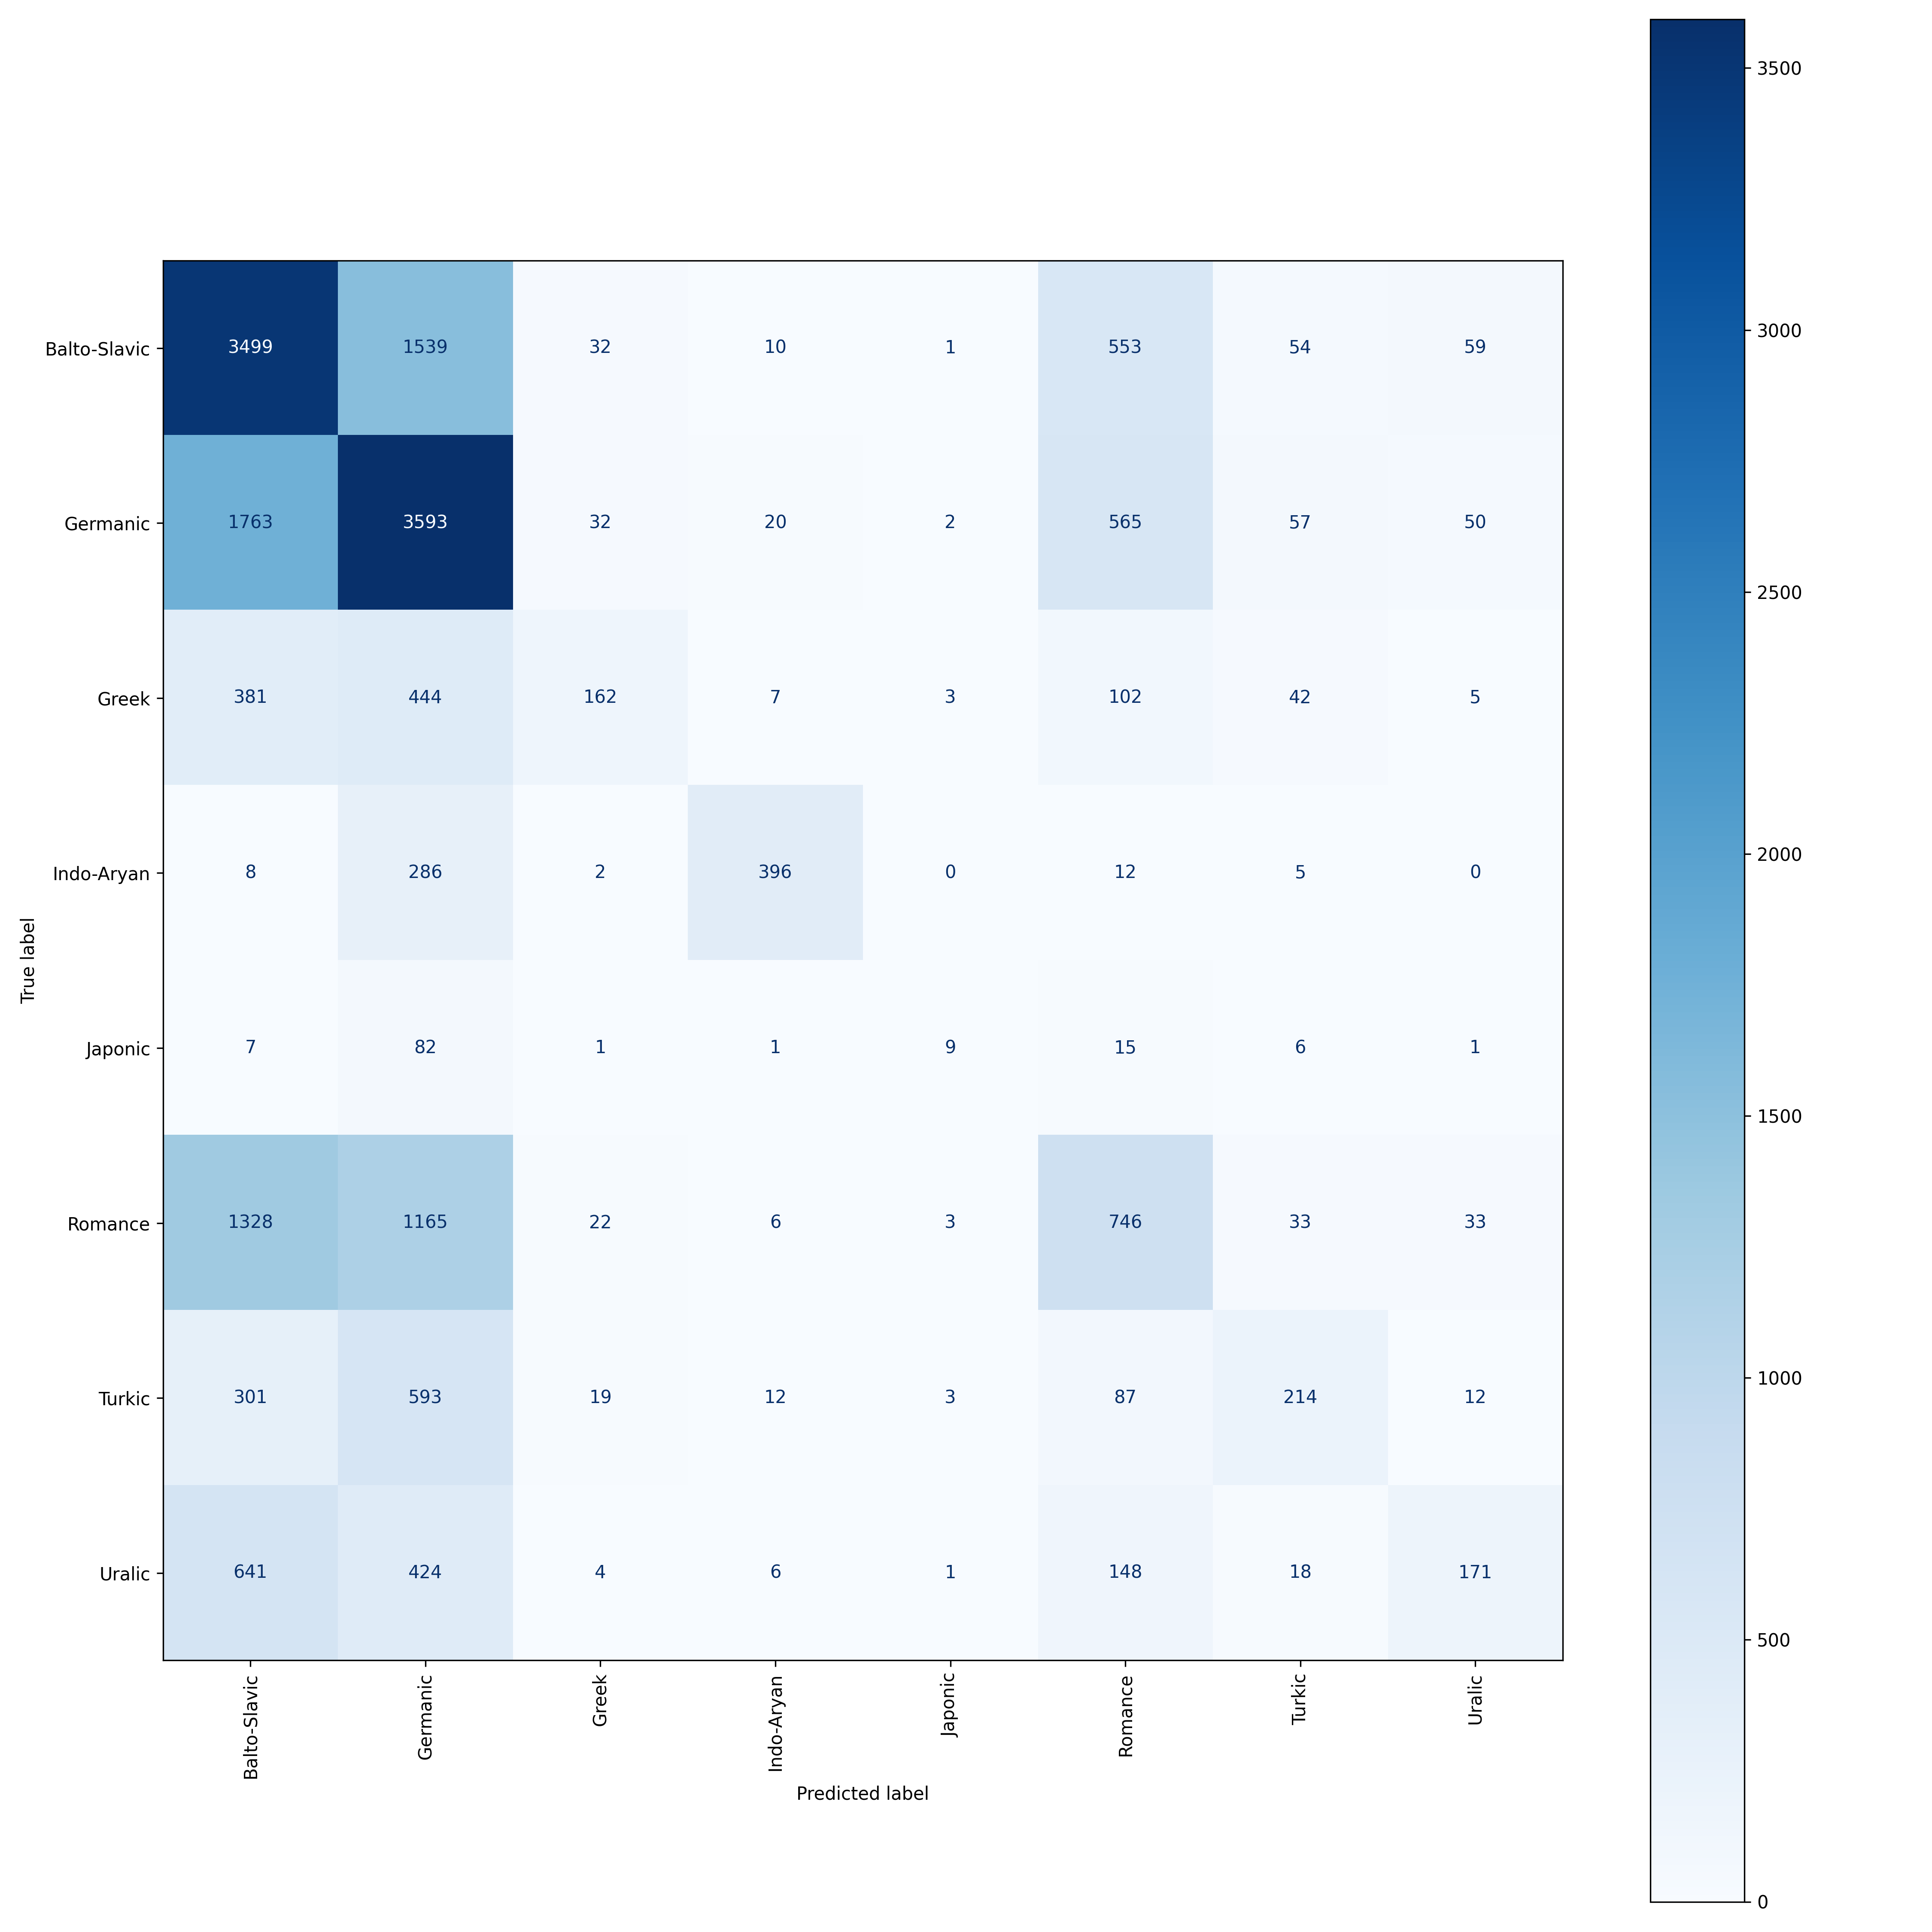 3500
3000
2500
2000
1500
1000
500
0
True label
Balto-Slavic 3499 1539 32 10 1 553 54 59
Germanic 1763 3593 32 20 2 565 57 50
Greek 381 444 162 7 3 102 42 5
Indo-Aryan 8 286 2 396 0 12 5 0
Japonic 7 82 1 1 9 15 6 1
Romance 1328 1165 22 6 3 746 33 33
Turkic 301 593 19 12 3 87 214 12
Uralic 641 424 4 6 1 148 18 171
Balto-Slavic Germanic Greek Indo-Aryan Japonic Romance Turkic Uralic
Predicted label